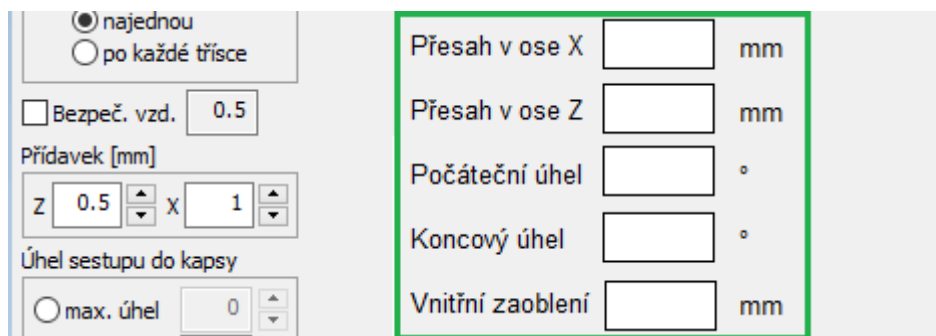 najednou
po každé třísce
Bezpeč. vzd. 0.5
Přídavek [mm]
Z 0.5 X 1
Úhel sestupu do kapsy
max. úhel 0
Přesah v ose X mm
Přesah v ose Z mm
Počáteční úhel °
Koncový úhel °
Vnitřní zaoblení mm